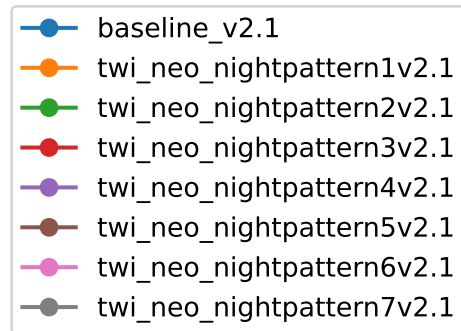 baseline_v2.1
twi_neo_nightpattern1v2.1
twi_neo_nightpattern2v2.1
twi_neo_nightpattern3v2.1
twi_neo_nightpattern4v2.1
twi_neo_nightpattern5v2.1
twi_neo_nightpattern6v2.1
twi_neo_nightpattern7v2.1